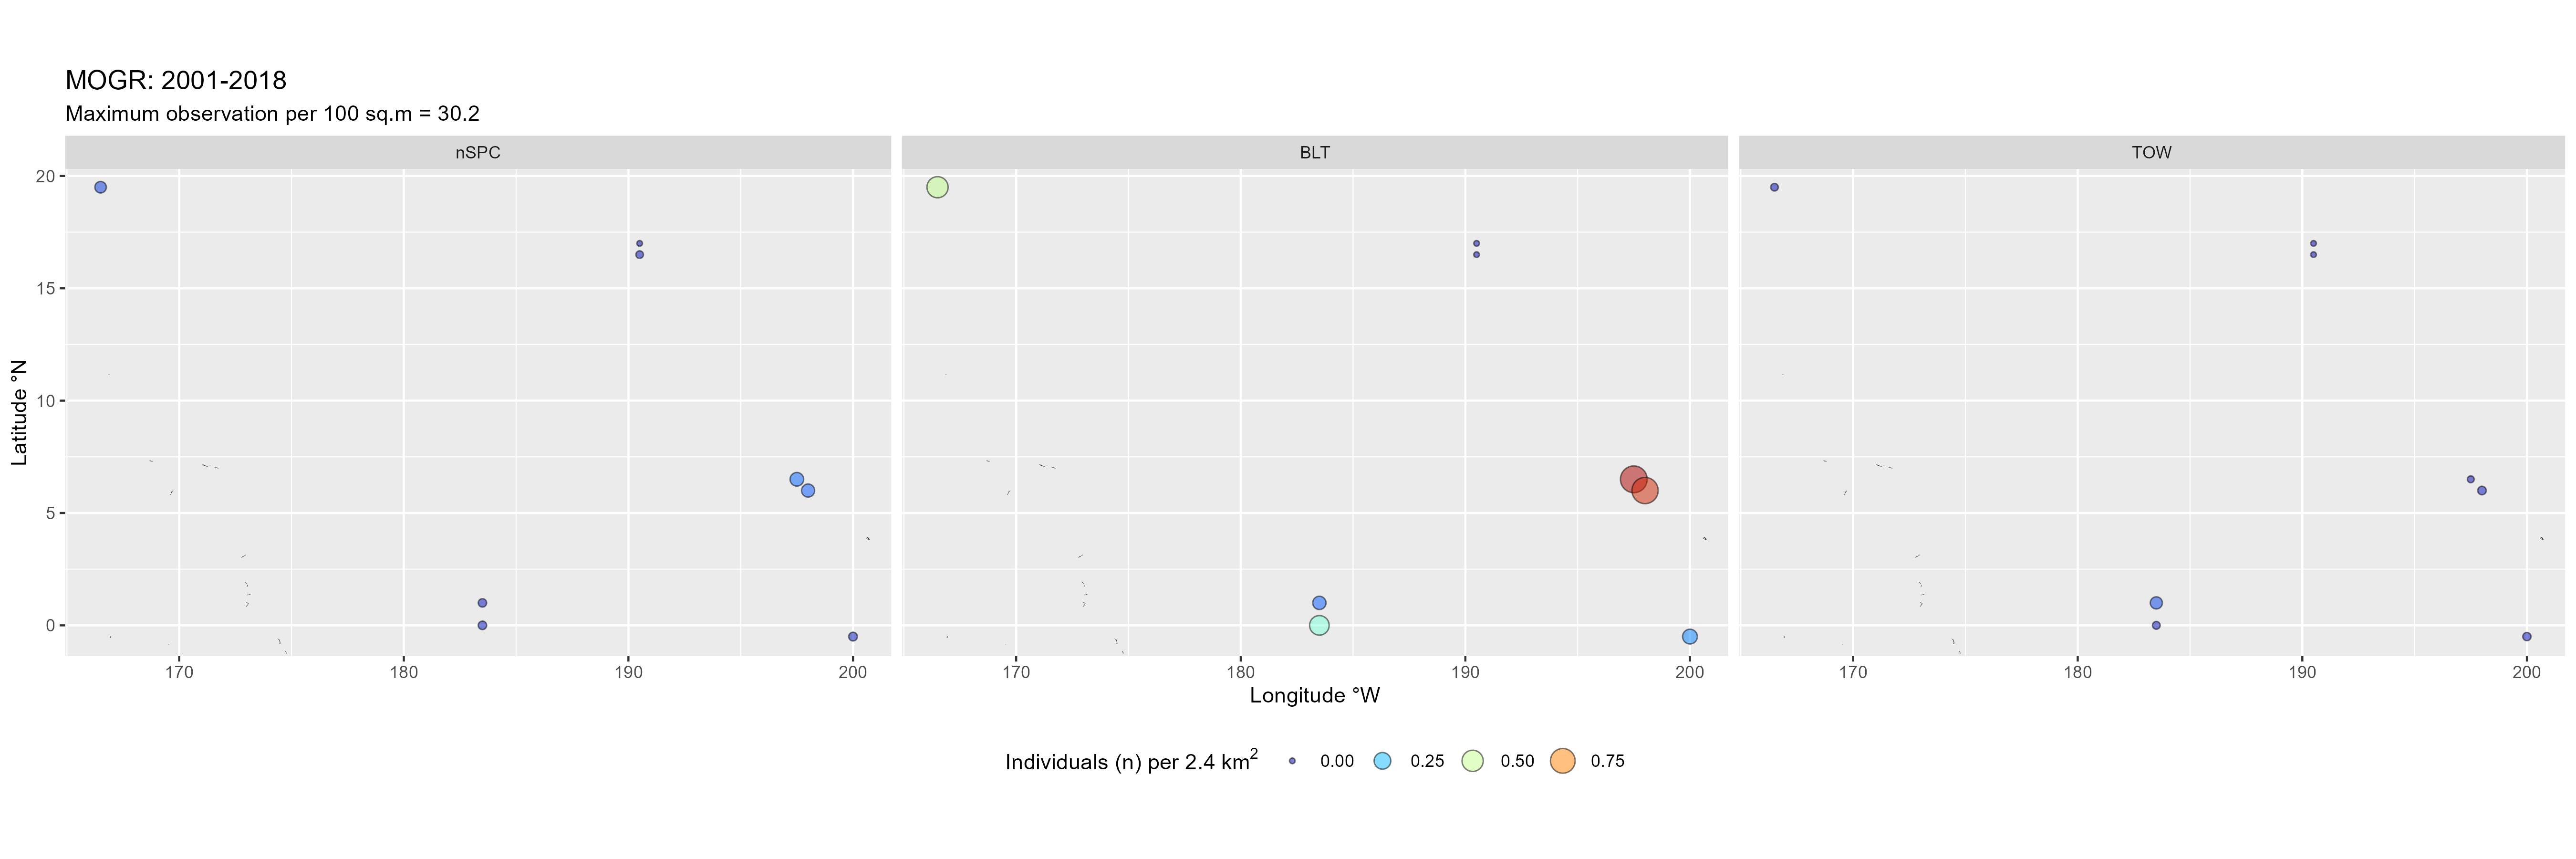 MOGR: 2001-2018
Maximum observation per 100 sq.m = 30.2
nSPC BLT TOW
Latitude °N
20
15
10
5
0
170 180 190 200 170 180 190 200 170 180 190 200
Longitude °W
Individuals (n) per 2.4 km² 0.00 0.25 0.50 0.75